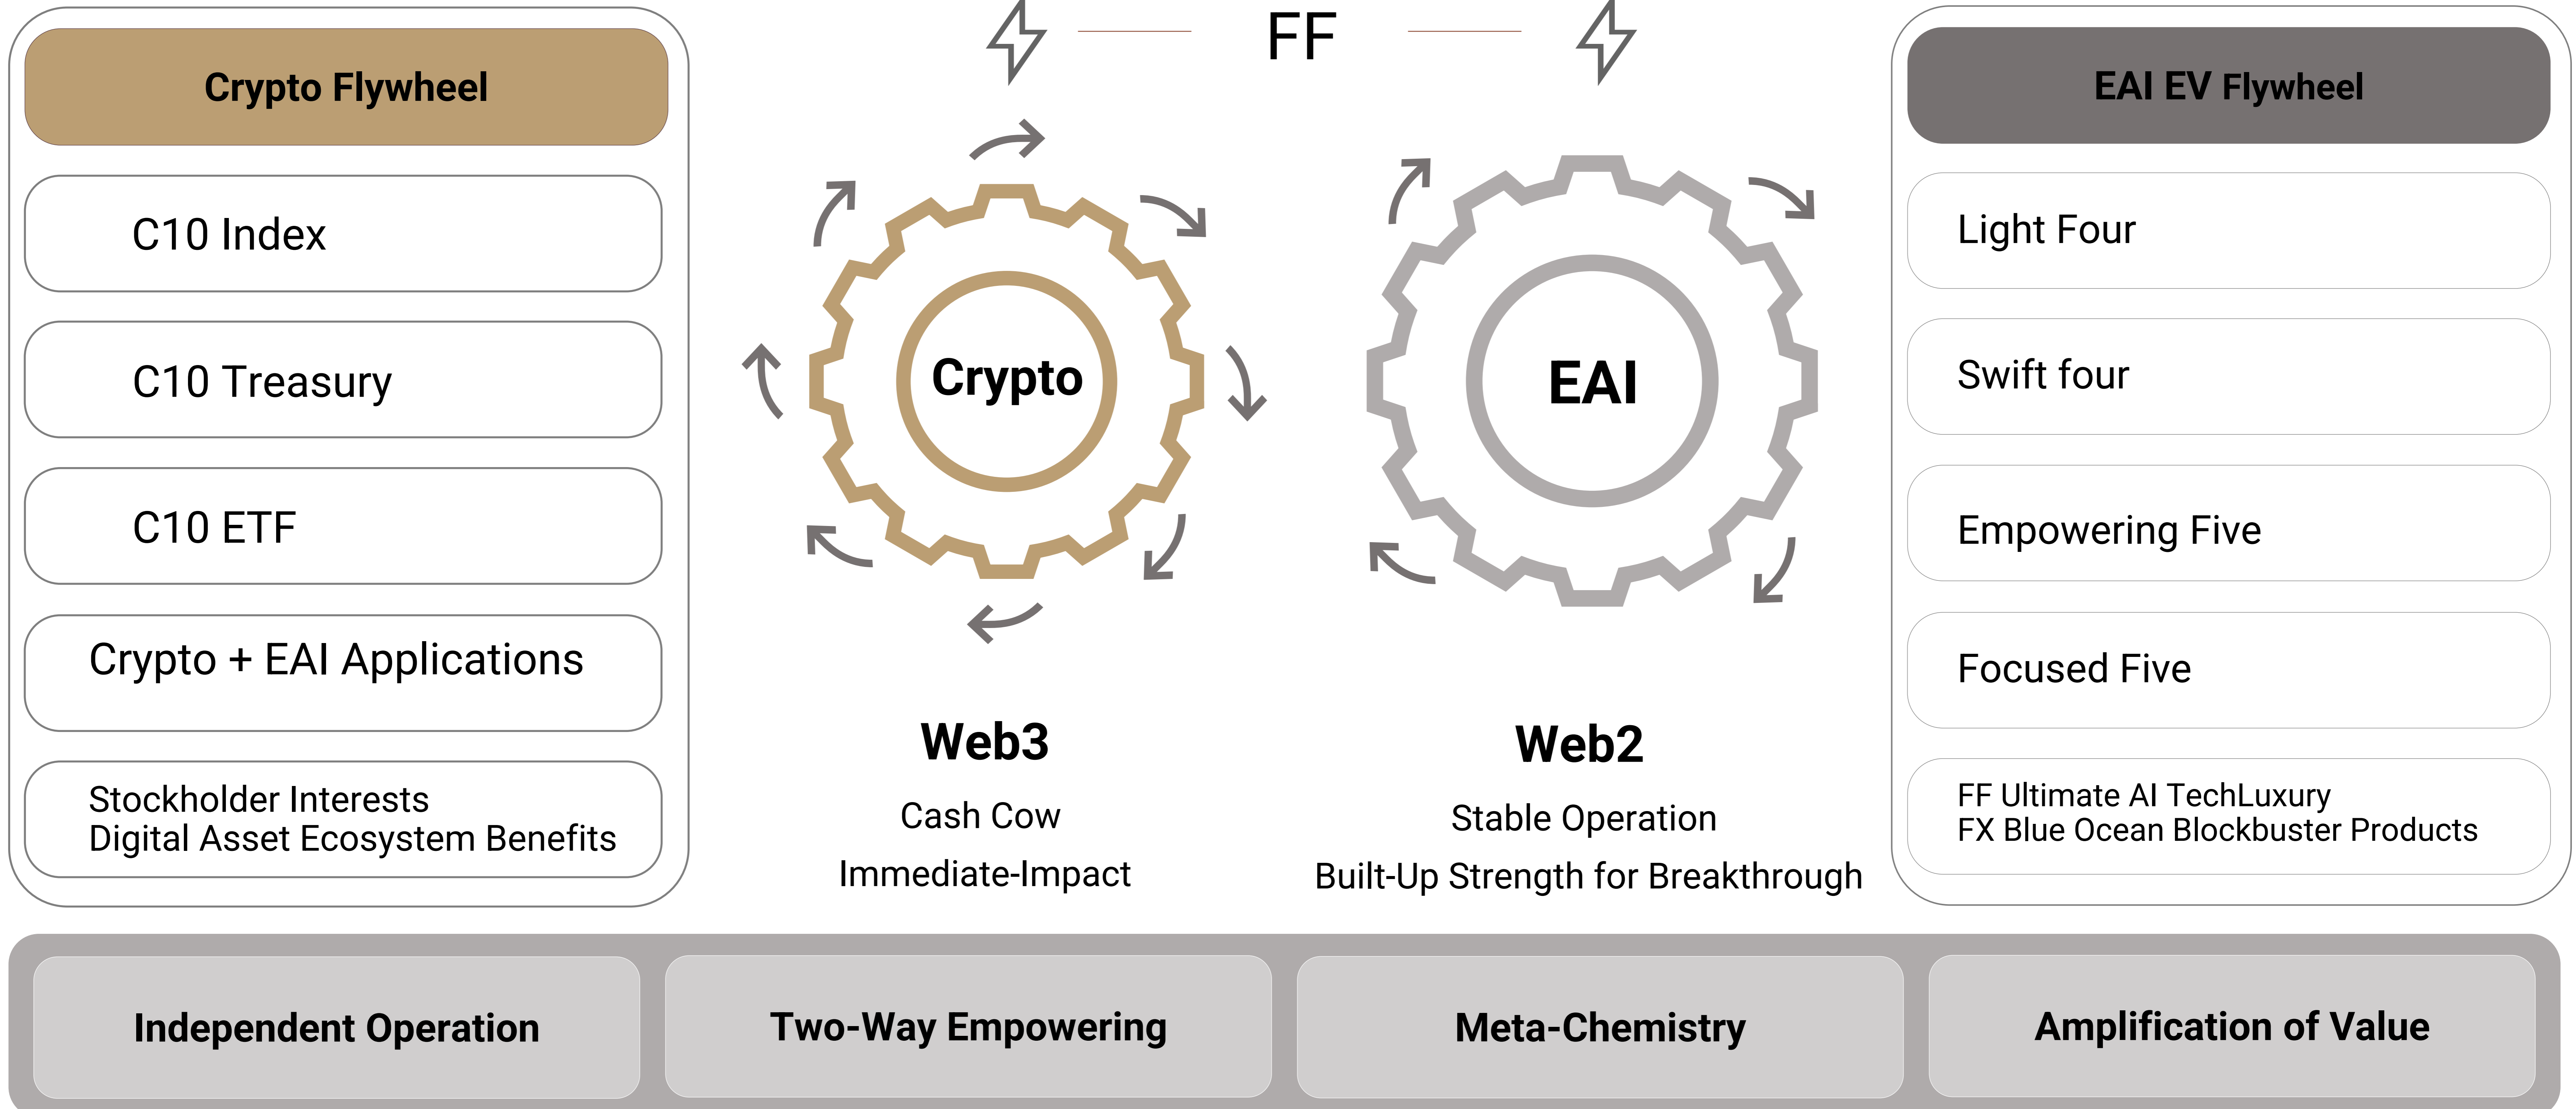 FF
Crypto Flywheel
C10 Index
C10 Treasury
C10 ETF
Crypto + EAI Applications
Stockholder Interests
Digital Asset Ecosystem Benefits
Crypto
Web3
Cash Cow
Immediate-Impact
EAI
Web2
Stable Operation
Built-Up Strength for Breakthrough
EAI EV Flywheel
Light Four
Swift four
Empowering Five
Focused Five
FF Ultimate AI TechLuxury
FX Blue Ocean Blockbuster Products
Independent Operation
Two-Way Empowering
Meta-Chemistry
Amplification of Value